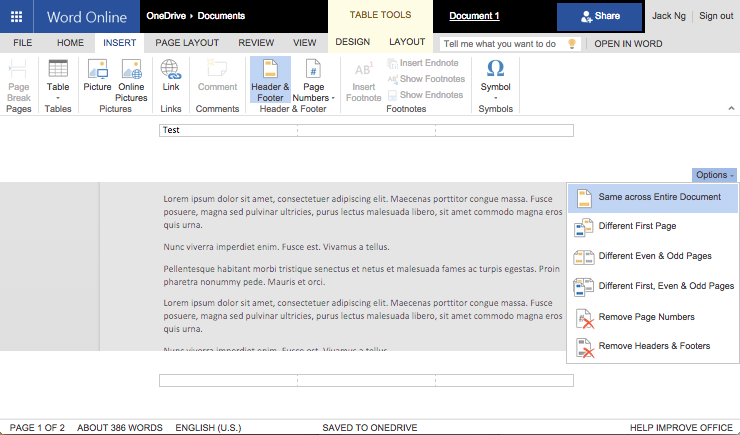 Word Online OneDrive › Documents TABLE TOOLS Document 1 Share Jack Ng Sign out
FILE HOME INSERT PAGE LAYOUT REVIEW VIEW DESIGN LAYOUT Tell me what you want to do OPEN IN WORD
Page Break
Pages
Table
Tables
Picture
Online Pictures
Pictures
Link
Links
Comment
Comments
Header & Footer
# Page Numbers
Header & Footer
AB1 Insert Footnote
Insert Endnote
Show Footnotes
Show Endnotes
Footnotes
Ω Symbol
Symbols
Test
Options
Same across Entire Document
Different First Page
Different Even & Odd Pages
Different First, Even & Odd Pages
Remove Page Numbers
Remove Headers & Footers
Lorem ipsum dolor sit amet, consectetuer adipiscing elit. Maecenas porttitor congue massa. Fusce
posuere, magna sed pulvinar ultricies, purus lectus malesuada libero, sit amet commodo magna eros
quis urna.
Nunc viverra imperdiet enim. Fusce est. Vivamus a tellus.
Pellentesque habitant morbi tristique senectus et netus et malesuada fames ac turpis egestas. Proin
pharetra nonummy pede. Mauris et orci.
Lorem ipsum dolor sit amet, consectetuer adipiscing elit. Maecenas porttitor congue massa. Fusce
posuere, magna sed pulvinar ultricies, purus lectus malesuada libero, sit amet commodo magna eros
quis urna.
Nunc viverra imperdiet enim. Fusce est. Vivamus a tellus.
PAGE 1 OF 2 ABOUT 386 WORDS ENGLISH (U.S.) SAVED TO ONEDRIVE HELP IMPROVE OFFICE